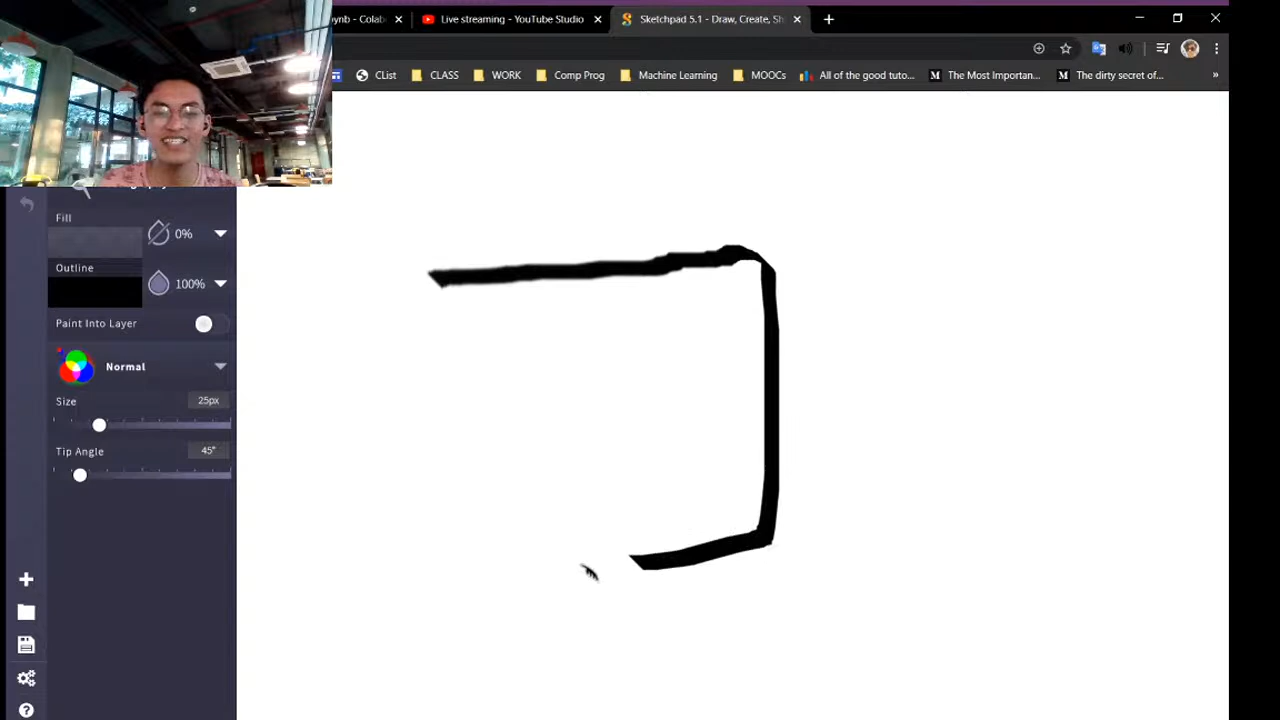 ynb - Colab
Live streaming - YouTube Studio
Sketchpad 5.1 - Draw, Create, Sh
CList
CLASS
WORK
Comp Prog
Machine Learning
MOOCs
All of the good tuto...
The Most Importan...
The dirty secret of...
»
Fill
0%
Outline
100%
Paint Into Layer
Normal
Size
25px
Tip Angle
45°